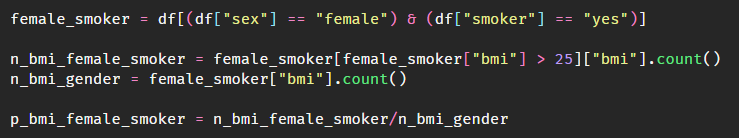 female_smoker = df[(df["sex"] == "female") & (df["smoker"] == "yes")]
n_bmi_female_smoker = female_smoker[female_smoker["bmi"] > 25]["bmi"].count()
n_bmi_gender = female_smoker["bmi"].count()
p_bmi_female_smoker = n_bmi_female_smoker/n_bmi_gender